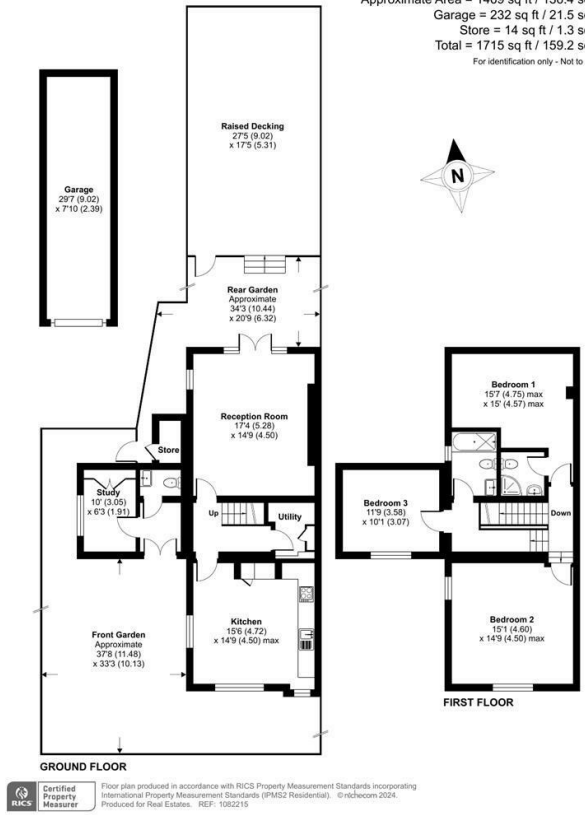 Approximate Area = 1469 sq ft / 136.4 s
Garage = 232 sq ft / 21.5 s
Store = 14 sq ft / 1.3 s
Total = 1715 sq ft / 159.2 s
For identification only - Not to
N
Garage
29'7 (9.02)
x 7'10 (2.39)
Raised Decking
27'5 (9.02)
x 17'5 (5.31)
Rear Garden
Approximate
34'3 (10.44)
x 20'9 (6.32)
Reception Room
17'4 (5.28)
x 14'9 (4.50)
Store
Study
10' (3.05)
x 6'3 (1.91)
Up
Utility
Kitchen
15'6 (4.72)
x 14'9 (4.50) max
Front Garden
Approximate
37'8 (11.48)
x 33'3 (10.13)
GROUND FLOOR
Bedroom 1
15'7 (4.75) max
x 15' (4.57) max
Bedroom 3
11'9 (3.58)
x 10'1 (3.07)
Down
Bedroom 2
15'1 (4.60)
x 14'9 (4.50) max
FIRST FLOOR
RICS
Certified
Property
Measurer
Floor plan produced in accordance with RICS Property Measurement Standards incorporating
International Property Measurement Standards (IPMS2 Residential). © nichecom 2024.
Produced for Real Estates. REF: 1082215